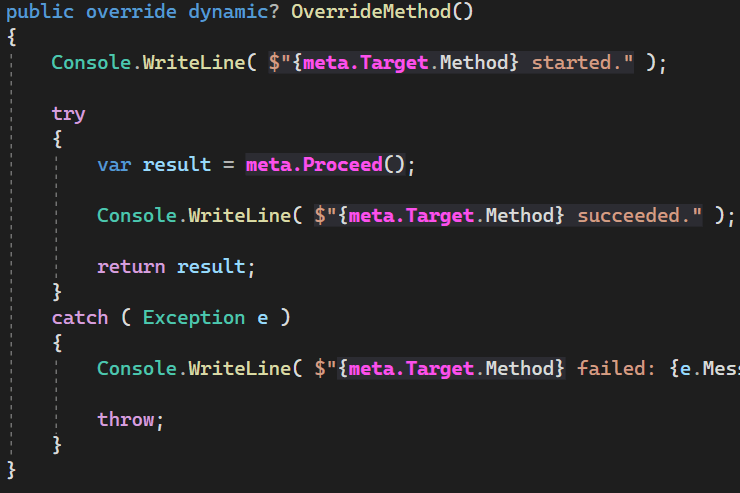 public override dynamic? OverrideMethod()
{
Console.WriteLine( $"{meta.Target.Method} started." );
try
{
var result = meta.Proceed();
Console.WriteLine( $"{meta.Target.Method} succeeded." );
return result;
}
catch ( Exception e )
{
Console.WriteLine( $"{meta.Target.Method} failed: {e.Mes
throw;
}
}